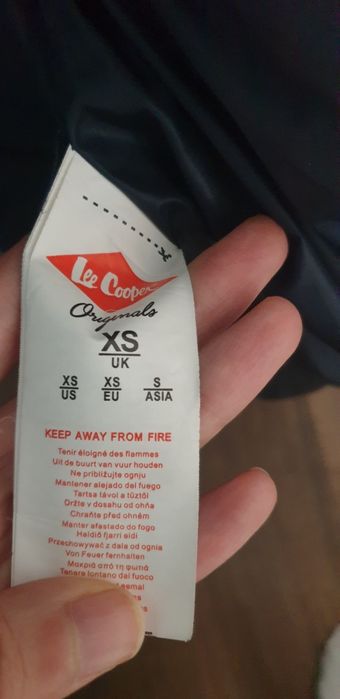 Lee Cooper
Originals
XS
UK
XS XS S
US EU ASIA
KEEP AWAY FROM FIRE
Tenir éloigné des flammes
Uit de buurt van vuur houden
Ne približujte ognju
Mantener alejado del fuego
Tartsa távol a tűztől
Držte v dosahu od ohňa
Chraňte před ohněm
Manter afastado do fogo
Haldið fjarri eldi
Przechowywać z dala od ognia
Von Feuer fernhalten
Μακριά από τη φωτιά
Tenere lontano dal fuoco